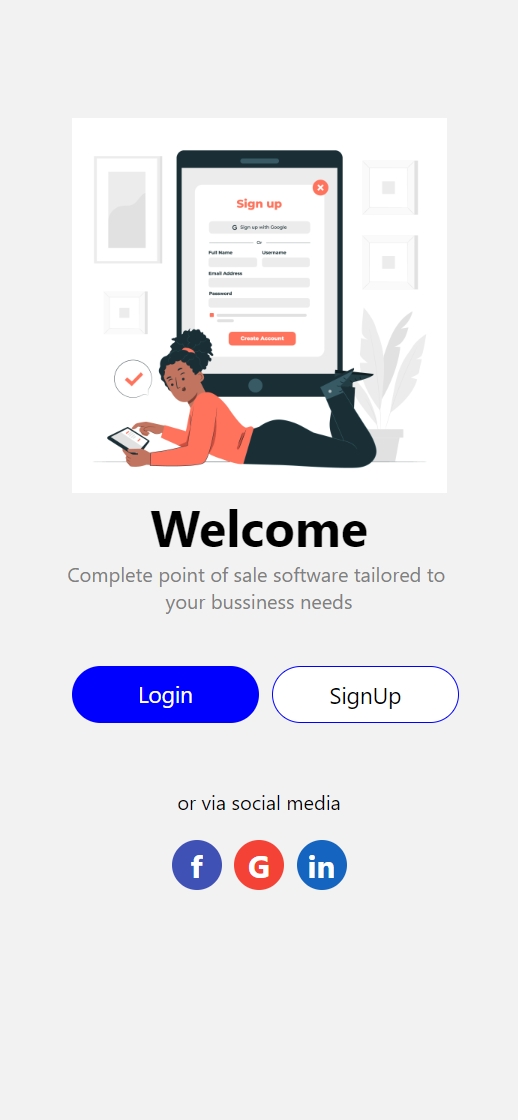 Sign up
G Sign up with Google
Or
Full Name Username
Email Address
Password
Create Account
Welcome
Complete point of sale software tailored to
your bussiness needs
Login SignUp
or via social media
f G in